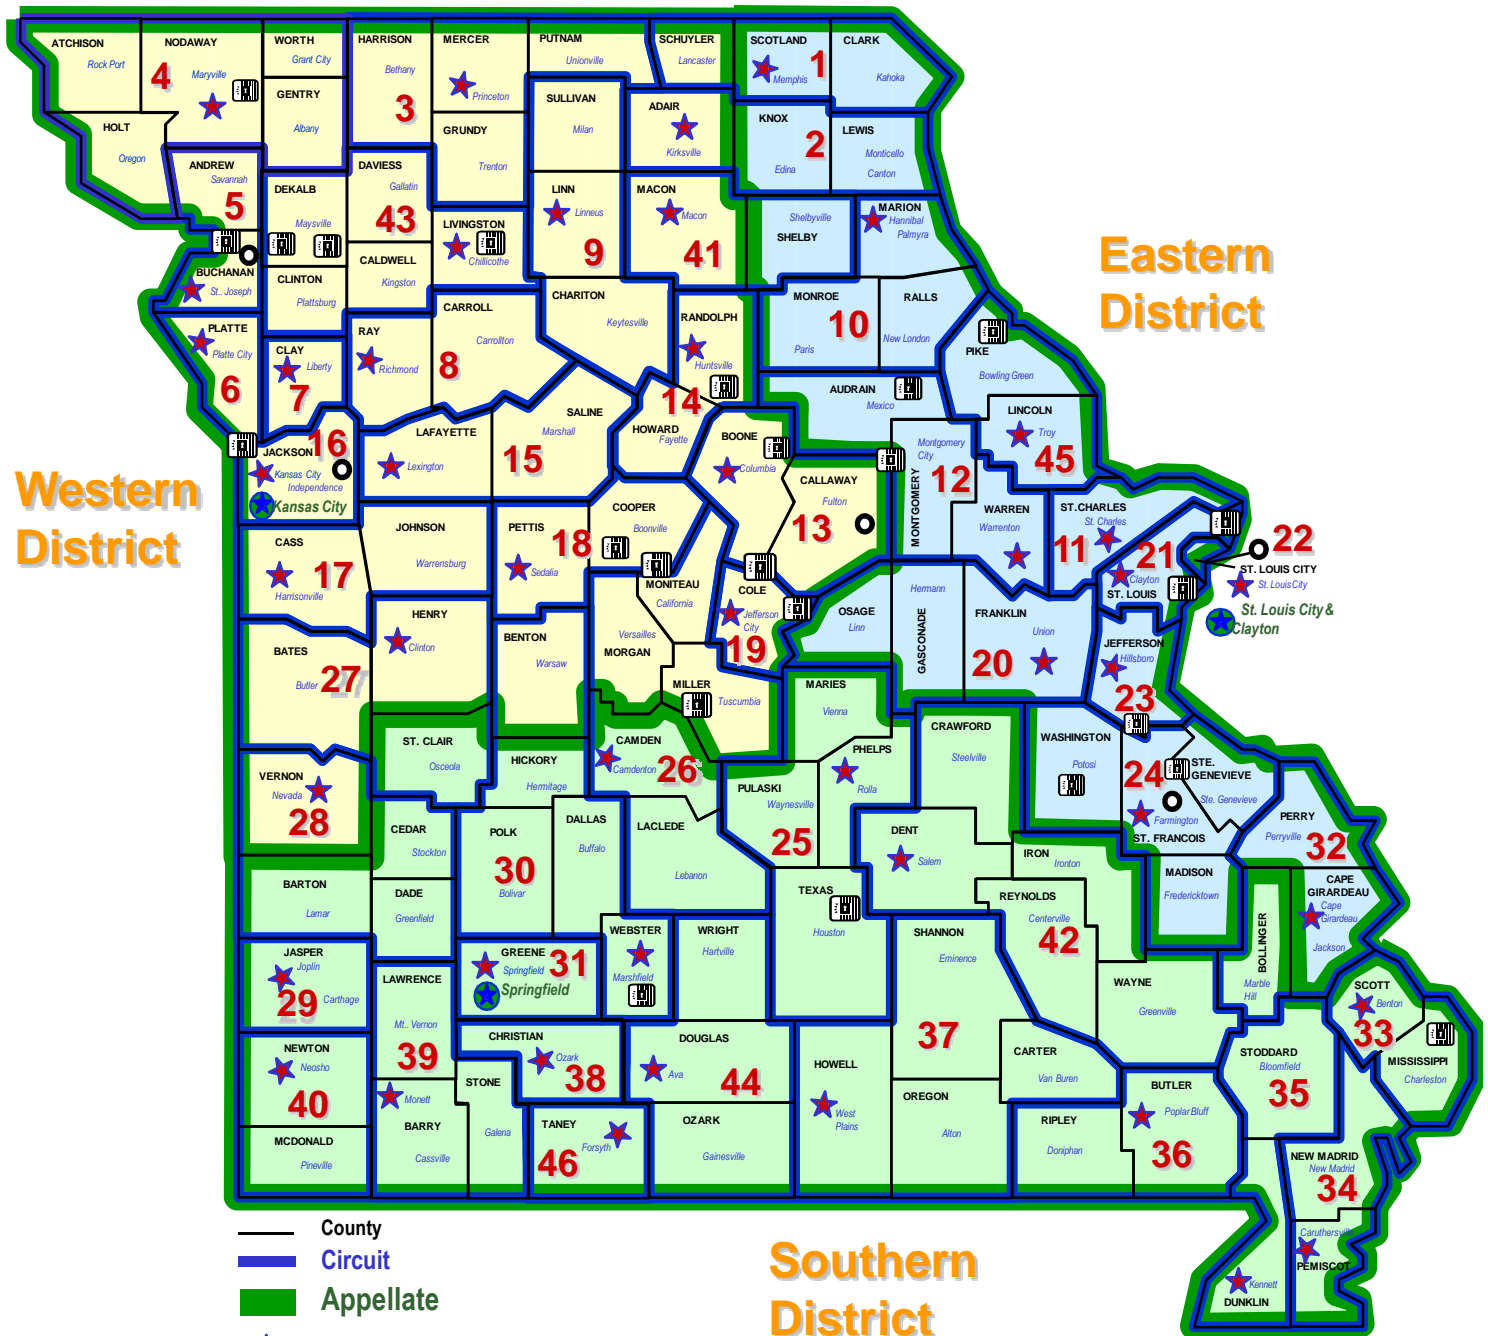 ATCHISON
Rock Port
NODAWAY
4
Maryville
WORTH
Grant City
HARRISON
Bethany
3
MERCER
Princeton
PUTNAM
Unionville
SCHUYLER
Lancaster
SCOTLAND
1
Memphis
CLARK
Kahoka
HOLT
Oregon
GENTRY
Albany
GRUNDY
Trenton
SULLIVAN
Milan
ADAIR
Kirksville
KNOX
2
Edina
LEWIS
Monticello
Canton
ANDREW
Savannah
5
DEKALB
Maysville
DAVIESS
Gallatin
43
LIVINGSTON
Chillicothe
LINN
Linneus
9
MACON
Macon
41
Shelbyville
SHELBY
MARION
Hannibal
Palmyra
Eastern
District
BUCHANAN
St.. Joseph
CLINTON
Plattsburg
CALDWELL
Kingston
CARROLL
Carrollton
8
CHARITON
Keytesville
RANDOLPH
Huntsville
14
MONROE
10
Paris
RALLS
New London
PIKE
Bowling Green
PLATTE
Platte City
6
CLAY
Liberty
7
RAY
Richmond
AUDRAIN
Mexico
JACKSON
16
Kansas City
Independence
Kansas City
LAFAYETTE
Lexington
15
SALINE
Marshall
HOWARD
Fayette
BOONE
Columbia
CALLAWAY
Fulton
13
Montgomery
City
12
MONTGOMERY
LINCOLN
Troy
45
WARREN
Warrenton
ST.CHARLES
St. Charles
11
21
Clayton
ST. LOUIS
22
ST. LOUIS CITY
St. LouisCity
St. Louis City &
Clayton
Western
District
CASS
17
Harrisonville
JOHNSON
Warrensburg
PETTIS
18
Sedalia
COOPER
Boonville
MONITEAU
California
COLE
Jefferson
City
19
OSAGE
Linn
Hermann
GASCONADE
FRANKLIN
Union
20
JEFFERSON
Hillsboro
23
BATES
Butler
27
HENRY
Clinton
BENTON
Warsaw
Versailles
MORGAN
MILLER
Tuscumbia
MARIES
Vienna
PHELPS
Rolla
CRAWFORD
Steelville
WASHINGTON
Potosi
24
STE.
GENEVIEVE
Ste. Genevieve
Farmington
ST. FRANCOIS
PERRY
Perryville
32
VERNON
Nevada
28
ST. CLAIR
Osceola
HICKORY
Hermitage
CAMDEN
Camdenton
26
PULASKI
Waynesville
25
DENT
Salem
IRON
Ironton
MADISON
Fredericktown
CAPE
GIRARDEAU
Cape
Girardeau
Jackson
BARTON
Lamar
CEDAR
Stockton
DADE
Greenfield
POLK
30
Bolivar
DALLAS
Buffalo
LACLEDE
Lebanon
TEXAS
Houston
SHANNON
Eminence
REYNOLDS
Centerville
42
BOLLINGER
Marble
Hill
JASPER
Joplin
29
Carthage
LAWRENCE
Mt.. Vernon
39
GREENE
31
Springfield
Springfield
WEBSTER
Marshfield
WRIGHT
Hartville
WAYNE
Greenville
SCOTT
Benton
33
MISSISSIPPI
Charleston
NEWTON
Neosho
40
MCDONALD
Pineville
Monett
BARRY
Cassville
STONE
Galena
CHRISTIAN
Ozark
38
TANEY
Forsyth
46
DOUGLAS
Ava
44
OZARK
Gainesville
HOWELL
West
Plains
37
OREGON
Alton
CARTER
Van Buren
RIPLEY
Doniphan
BUTLER
Poplar Bluff
36
STODDARD
Bloomfield
35
NEW MADRID
New Madrid
34
Caruthersville
PEMISCOT
Kennett
DUNKLIN
County
Circuit
Appellate
Southern
District